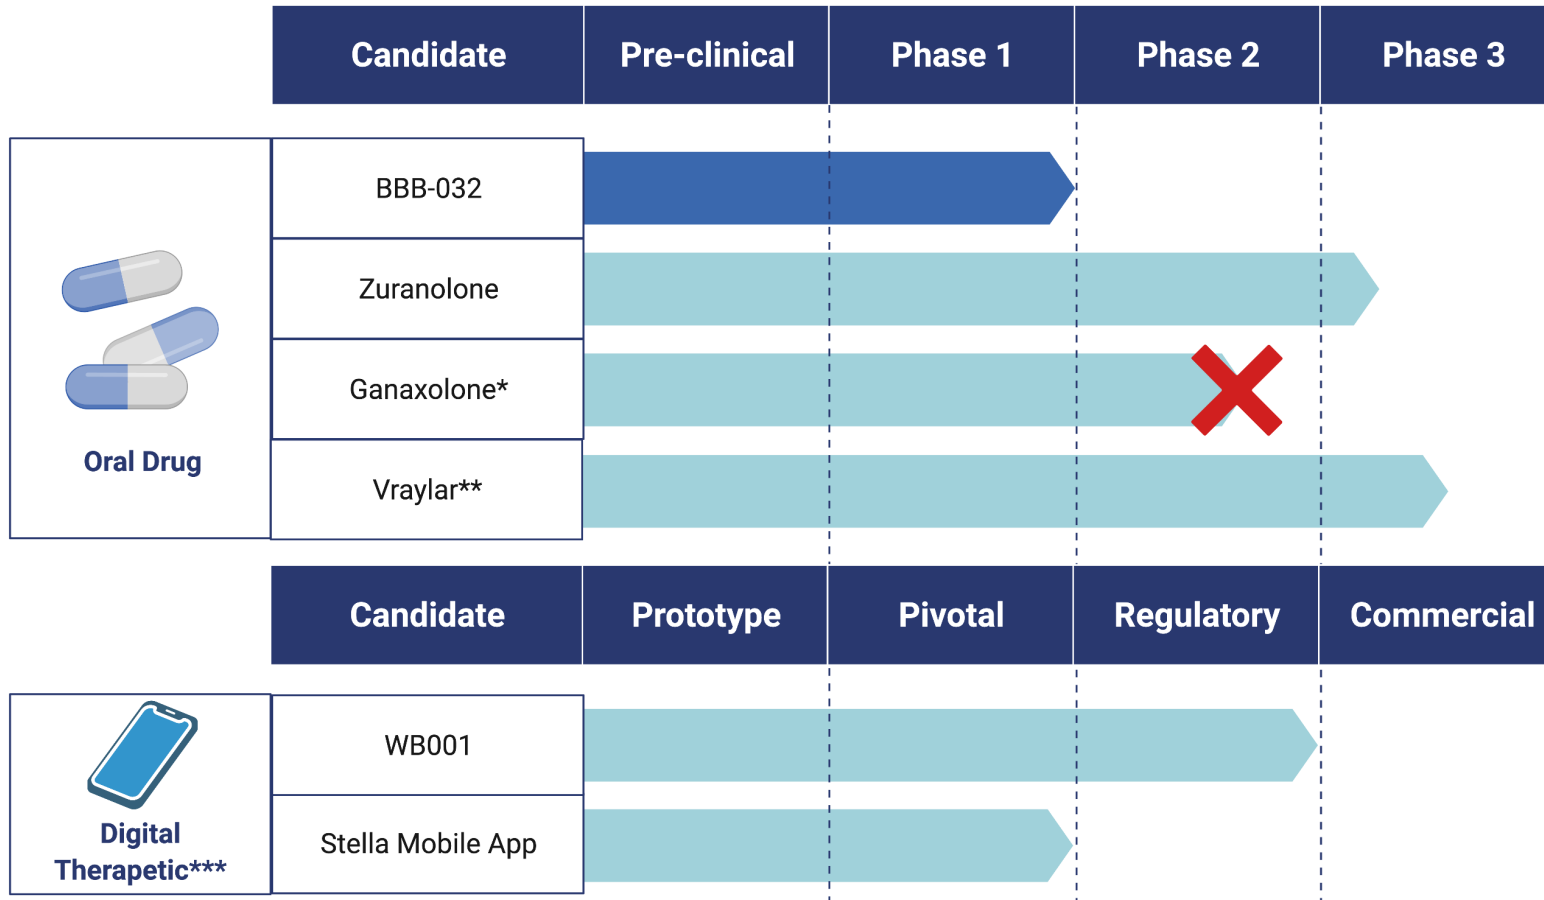 Candidate Pre-clinical Phase 1 Phase 2 Phase 3
BBB-032
Zuranolone
Ganaxolone*
Vraylar**
Oral Drug
Candidate Prototype Pivotal Regulatory Commercial
WB001
Stella Mobile App
Digital
Therapetic***